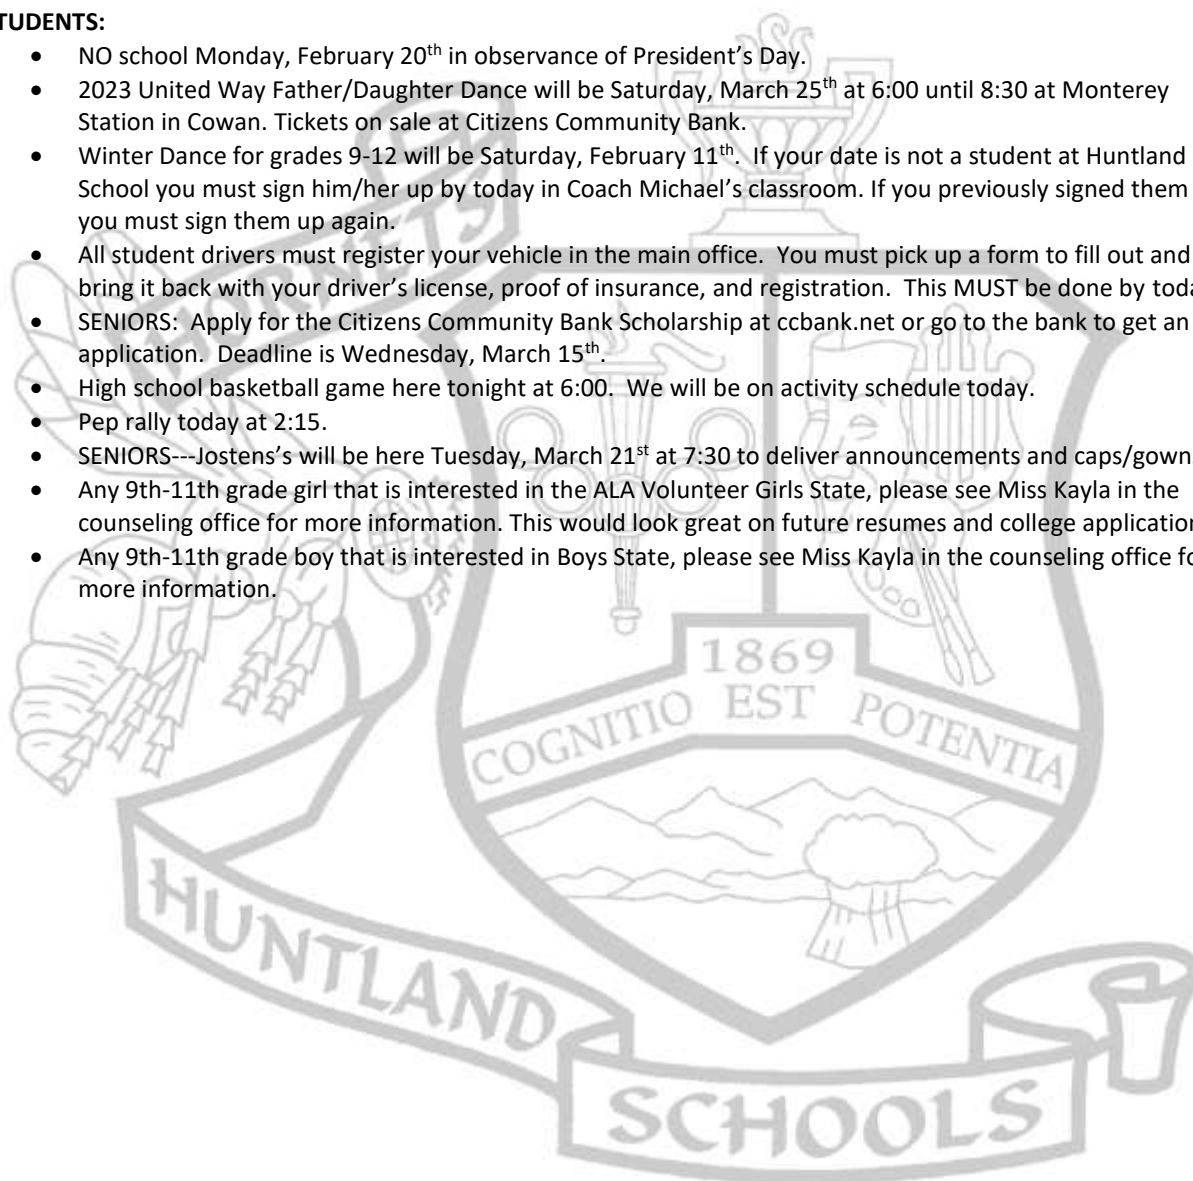 TUDENTS:
• NO school Monday, February 20th in observance of President’s Day.
• 2023 United Way Father/Daughter Dance will be Saturday, March 25th at 6:00 until 8:30 at Monterey
Station in Cowan. Tickets on sale at Citizens Community Bank.
• Winter Dance for grades 9-12 will be Saturday, February 11th. If your date is not a student at Huntland
School you must sign him/her up by today in Coach Michael’s classroom. If you previously signed them
you must sign them up again.
• All student drivers must register your vehicle in the main office. You must pick up a form to fill out and
bring it back with your driver’s license, proof of insurance, and registration. This MUST be done by toda
• SENIORS: Apply for the Citizens Community Bank Scholarship at ccbank.net or go to the bank to get an
application. Deadline is Wednesday, March 15th.
• High school basketball game here tonight at 6:00. We will be on activity schedule today.
• Pep rally today at 2:15.
• SENIORS---Jostens’s will be here Tuesday, March 21st at 7:30 to deliver announcements and caps/gown
• Any 9th-11th grade girl that is interested in the ALA Volunteer Girls State, please see Miss Kayla in the
counseling office for more information. This would look great on future resumes and college application
• Any 9th-11th grade boy that is interested in Boys State, please see Miss Kayla in the counseling office fo
more information.
HORNETS
1869
COGNITIO EST POTENTIA
HUNTLAND
SCHOOLS